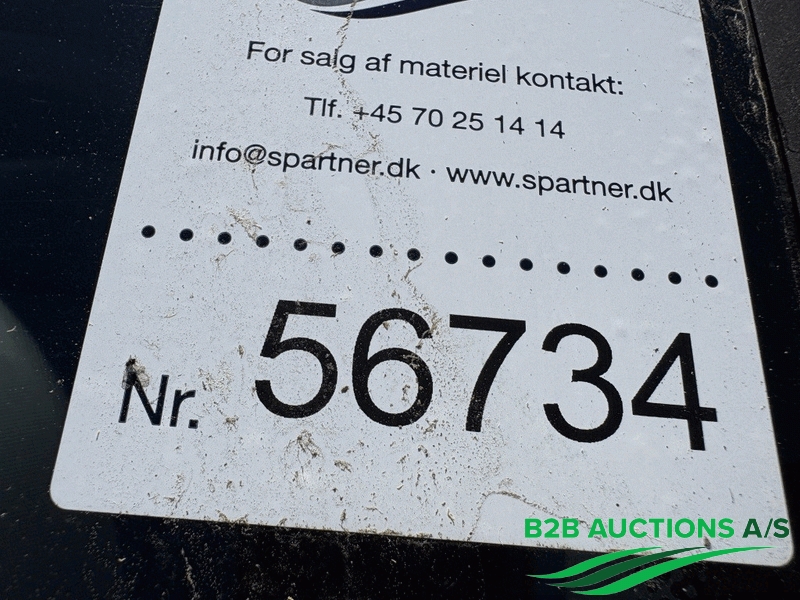 For salg af materiel kontakt:
Tlf. +45 70 25 14 14
info@spartner.dk · www.spartner.dk
Nr. 56734
B2B AUCTIONS A/S